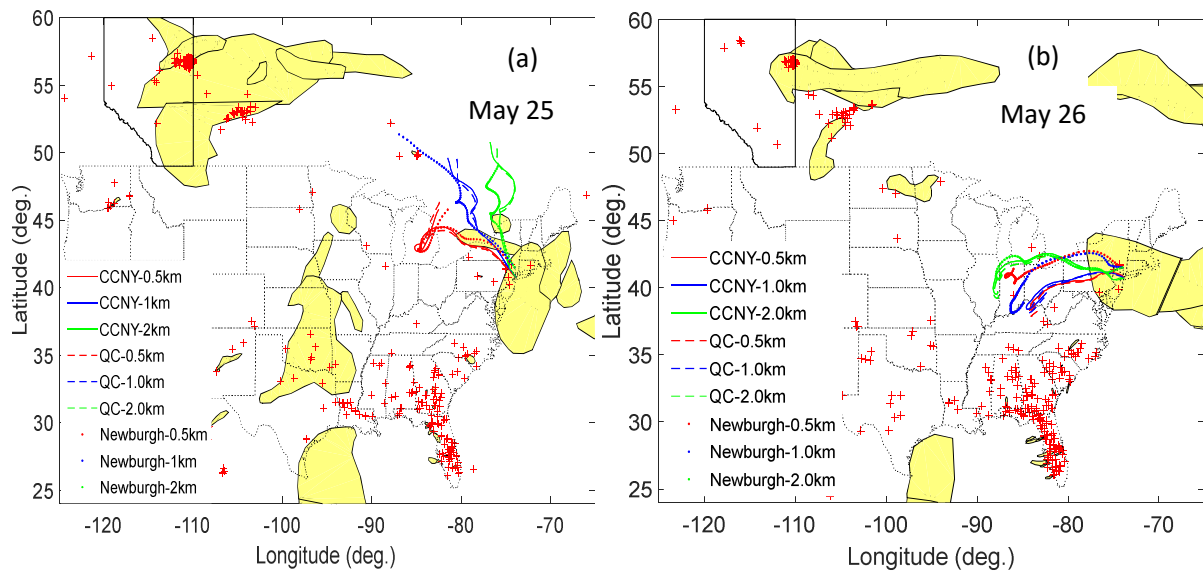 60
55
50
45
40
35
30
25
Latitude (deg.)
(a)
May 25
CCNY-0.5km
CCNY-1km
CCNY-2km
QC-0.5km
QC-1.0km
QC-2.0km
Newburgh-0.5km
Newburgh-1km
Newburgh-2km
-120 -110 -100 -90 -80 -70
Longitude (deg.)
60
55
50
45
40
35
30
25
Latitude (deg.)
(b)
May 26
CCNY-0.5km
CCNY-1.0km
CCNY-2.0km
QC-0.5km
QC-1.0km
QC-2.0km
Newburgh-0.5km
Newburgh-1.0km
Newburgh-2.0km
-120 -110 -100 -90 -80 -70
Longitude (deg.)